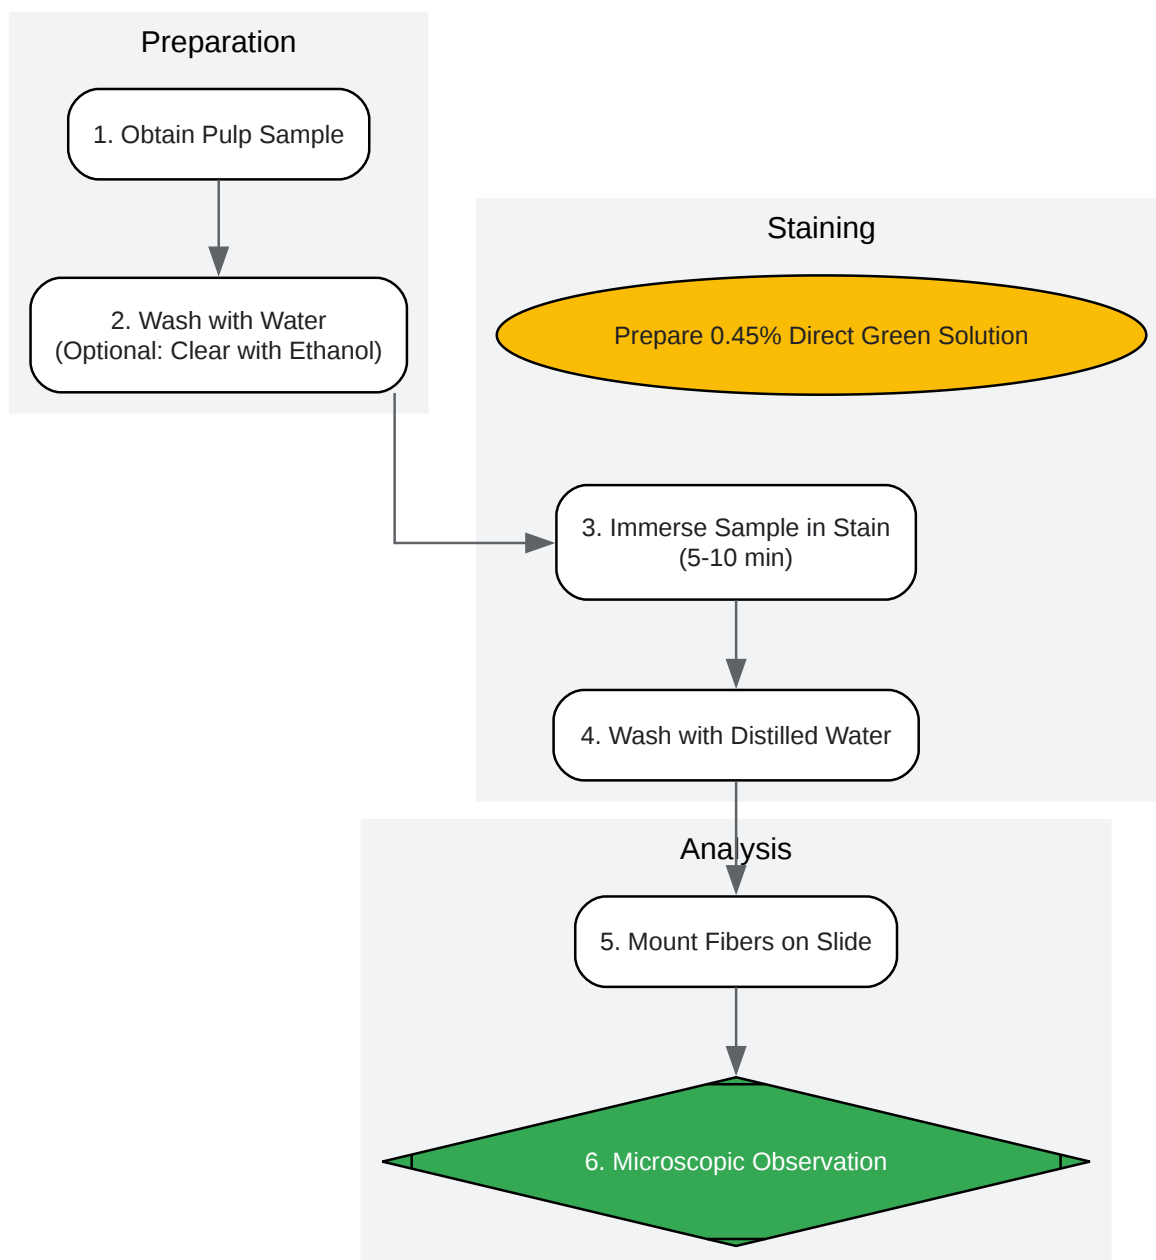 Preparation
1. Obtain Pulp Sample
2. Wash with Water
(Optional: Clear with Ethanol)
Staining
Prepare 0.45% Direct Green Solution
3. Immerse Sample in Stain
(5-10 min)
4. Wash with Distilled Water
Analysis
5. Mount Fibers on Slide
6. Microscopic Observation